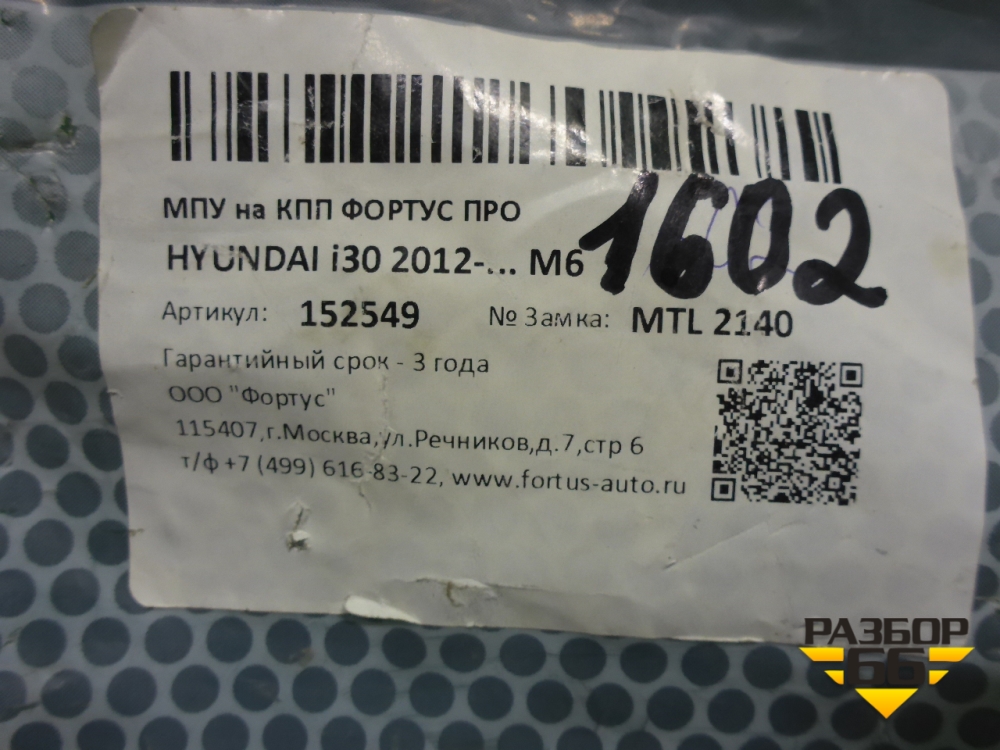 МПУ на КПП ФОРТУС ПРО
1602
HYUNDAI i30 2012-... M6
Артикул: 152549 № Замка: MTL 2140
Гарантийный срок - 3 года
ООО "Фортус"
115407,г.Москва,ул.Речников,д.7,стр 6
т/ф +7 (499) 616-83-22, www.fortus-auto.ru
РАЗБОР
66